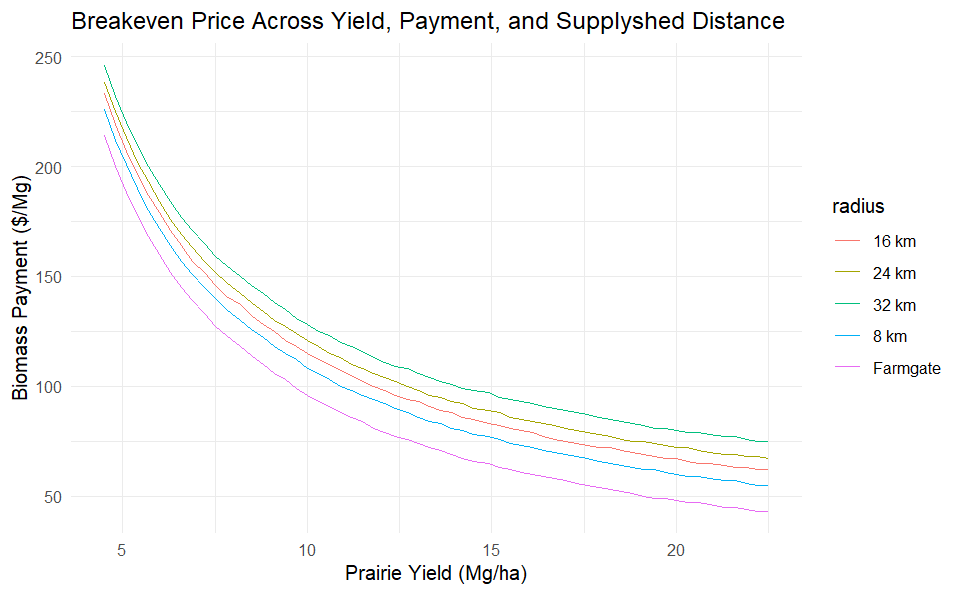 Breakeven Price Across Yield, Payment, and Supplyshed Distance
250
200
150
100
50
Biomass Payment ($/Mg)
5
10
15
20
Prairie Yield (Mg/ha)
radius
16 km
24 km
32 km
8 km
Farmgate